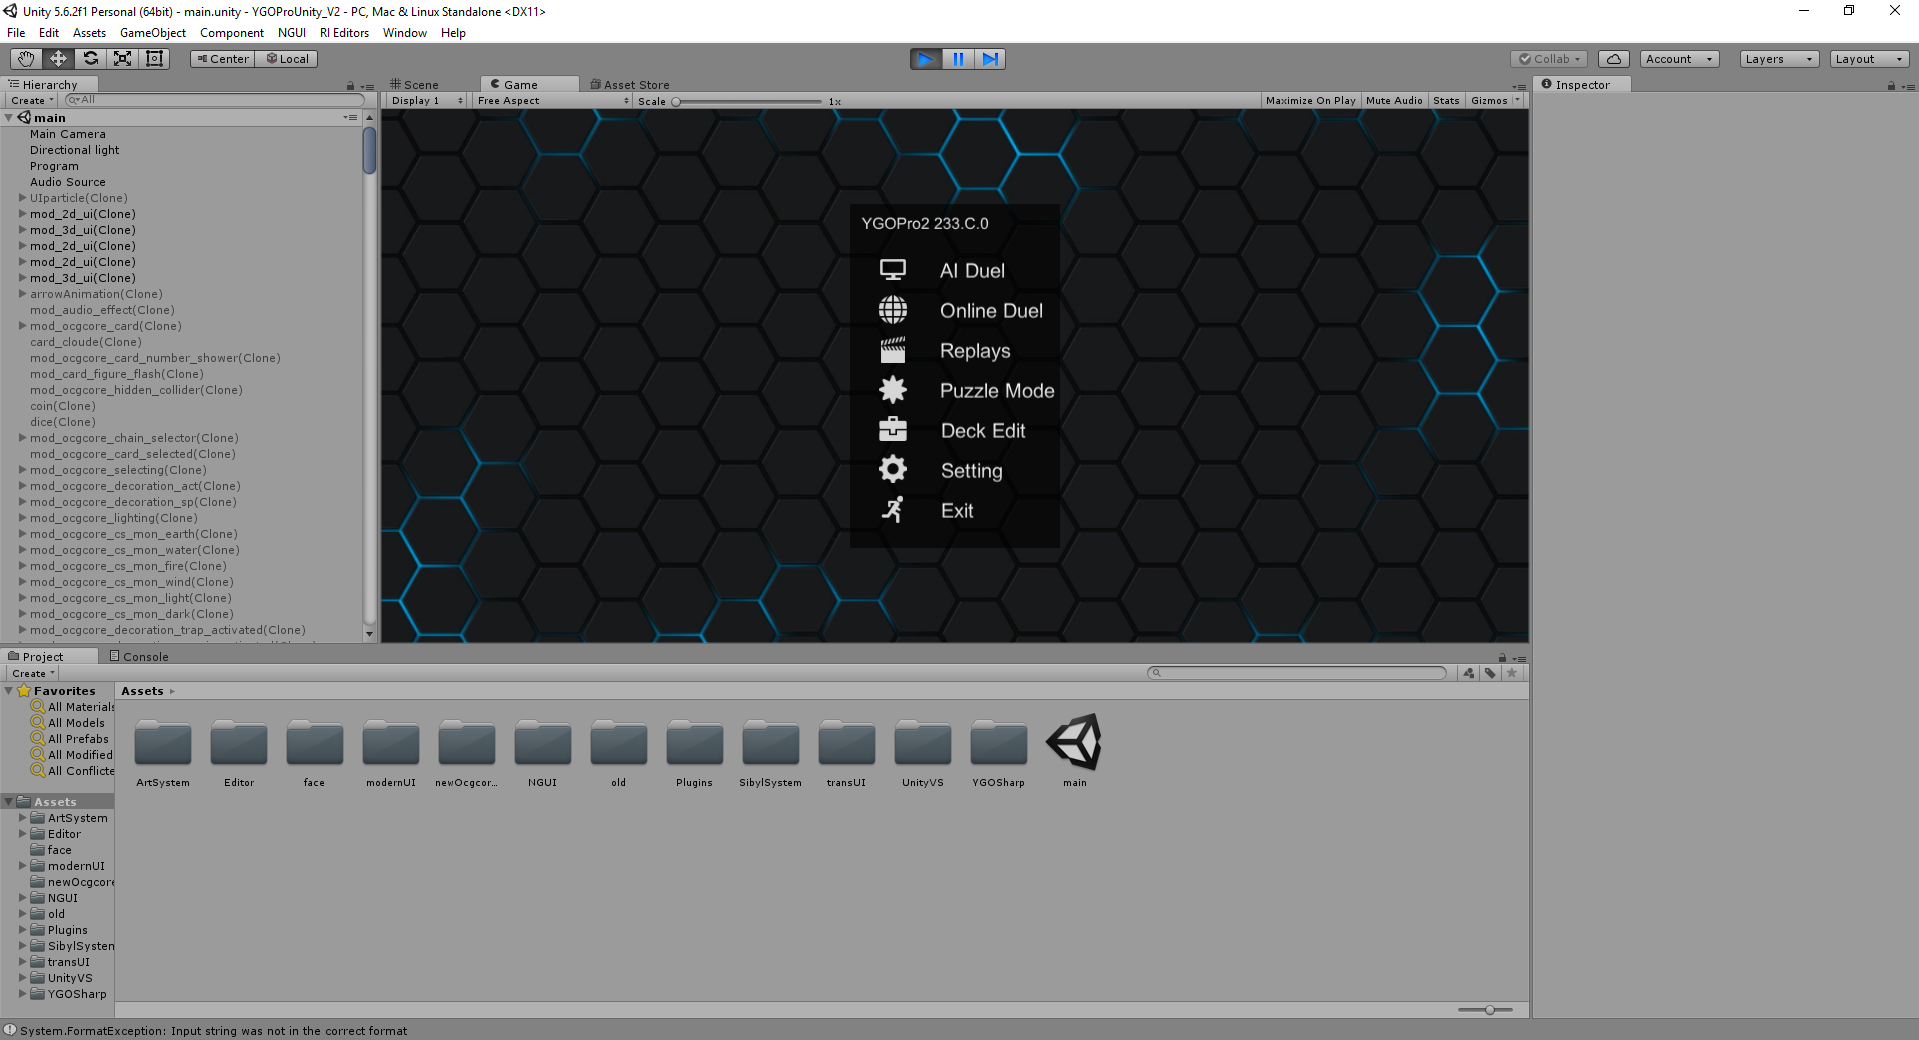 Unity 5.6.2f1 Personal (64bit) - main.unity - YGOProUnity_V2 - PC, Mac & Linux Standalone <DX11>
File Edit Assets GameObject Component NGUI RI Editors Window Help
Center Local Collab Account Layers Layout
Hierarchy
Create All
main
Main Camera
Directional light
Program
Audio Source
UIparticle(Clone)
mod_2d_ui(Clone)
mod_3d_ui(Clone)
mod_2d_ui(Clone)
mod_2d_ui(Clone)
mod_3d_ui(Clone)
arrowAnimation(Clone)
mod_audio_effect(Clone)
mod_ocgcore_card(Clone)
card_cloude(Clone)
mod_ocgcore_card_number_shower(Clone)
mod_card_figure_flash(Clone)
mod_ocgcore_hidden_collider(Clone)
coin(Clone)
dice(Clone)
mod_ocgcore_chain_selector(Clone)
mod_ocgcore_card_selected(Clone)
mod_ocgcore_selecting(Clone)
mod_ocgcore_decoration_act(Clone)
mod_ocgcore_decoration_sp(Clone)
mod_ocgcore_lighting(Clone)
mod_ocgcore_cs_mon_earth(Clone)
mod_ocgcore_cs_mon_water(Clone)
mod_ocgcore_cs_mon_fire(Clone)
mod_ocgcore_cs_mon_wind(Clone)
mod_ocgcore_cs_mon_light(Clone)
mod_ocgcore_cs_mon_dark(Clone)
mod_ocgcore_decoration_trap_activated(Clone)
Scene Game Asset Store
Display 1 Free Aspect Scale 1x Maximize On Play Mute Audio Stats Gizmos
YGOPro2 233.C.0
AI Duel
Online Duel
Replays
Puzzle Mode
Deck Edit
Setting
Exit
Inspector
Project Console
Create
Favorites
All Materials
All Models
All Prefabs
All Modified
All Conflicte
Assets
ArtSystem
Editor
face
modernUI
newOcgcore
NGUI
old
Plugins
SibylSystem
transUI
UnityVS
YGOSharp
Assets
ArtSystem Editor face modernUI newOcgcor... NGUI old Plugins SibylSystem transUI UnityVS YGOSharp main
System.FormatException: Input string was not in the correct format